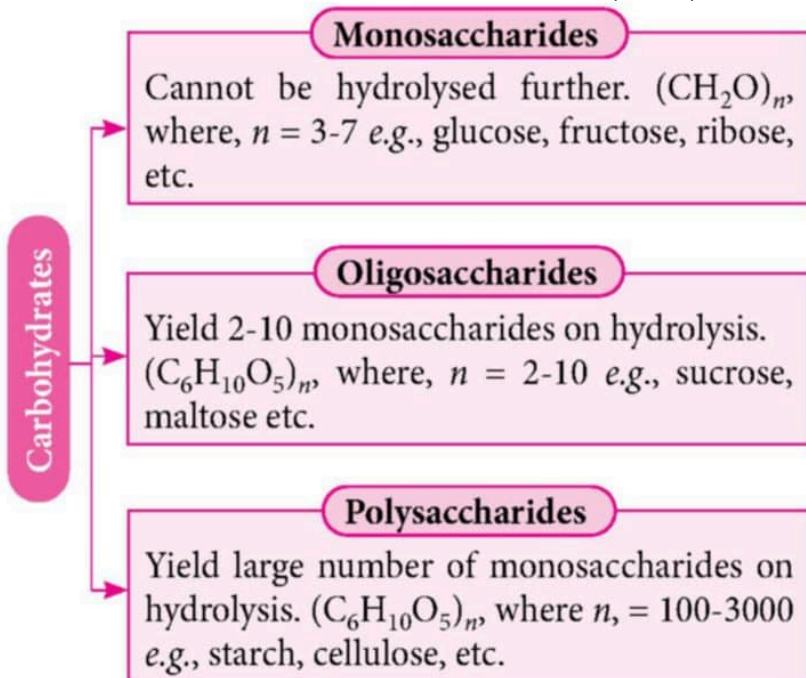 Carbohydrates
Monosaccharides
Cannot be hydrolysed further. (CH₂O)ₙ,
where, n = 3-7 e.g., glucose, fructose, ribose,
etc.
Oligosaccharides
Yield 2-10 monosaccharides on hydrolysis.
(C₆H₁₀O₅)ₙ, where, n = 2-10 e.g., sucrose,
maltose etc.
Polysaccharides
Yield large number of monosaccharides on
hydrolysis. (C₆H₁₀O₅)ₙ, where n, = 100-3000
e.g., starch, cellulose, etc.